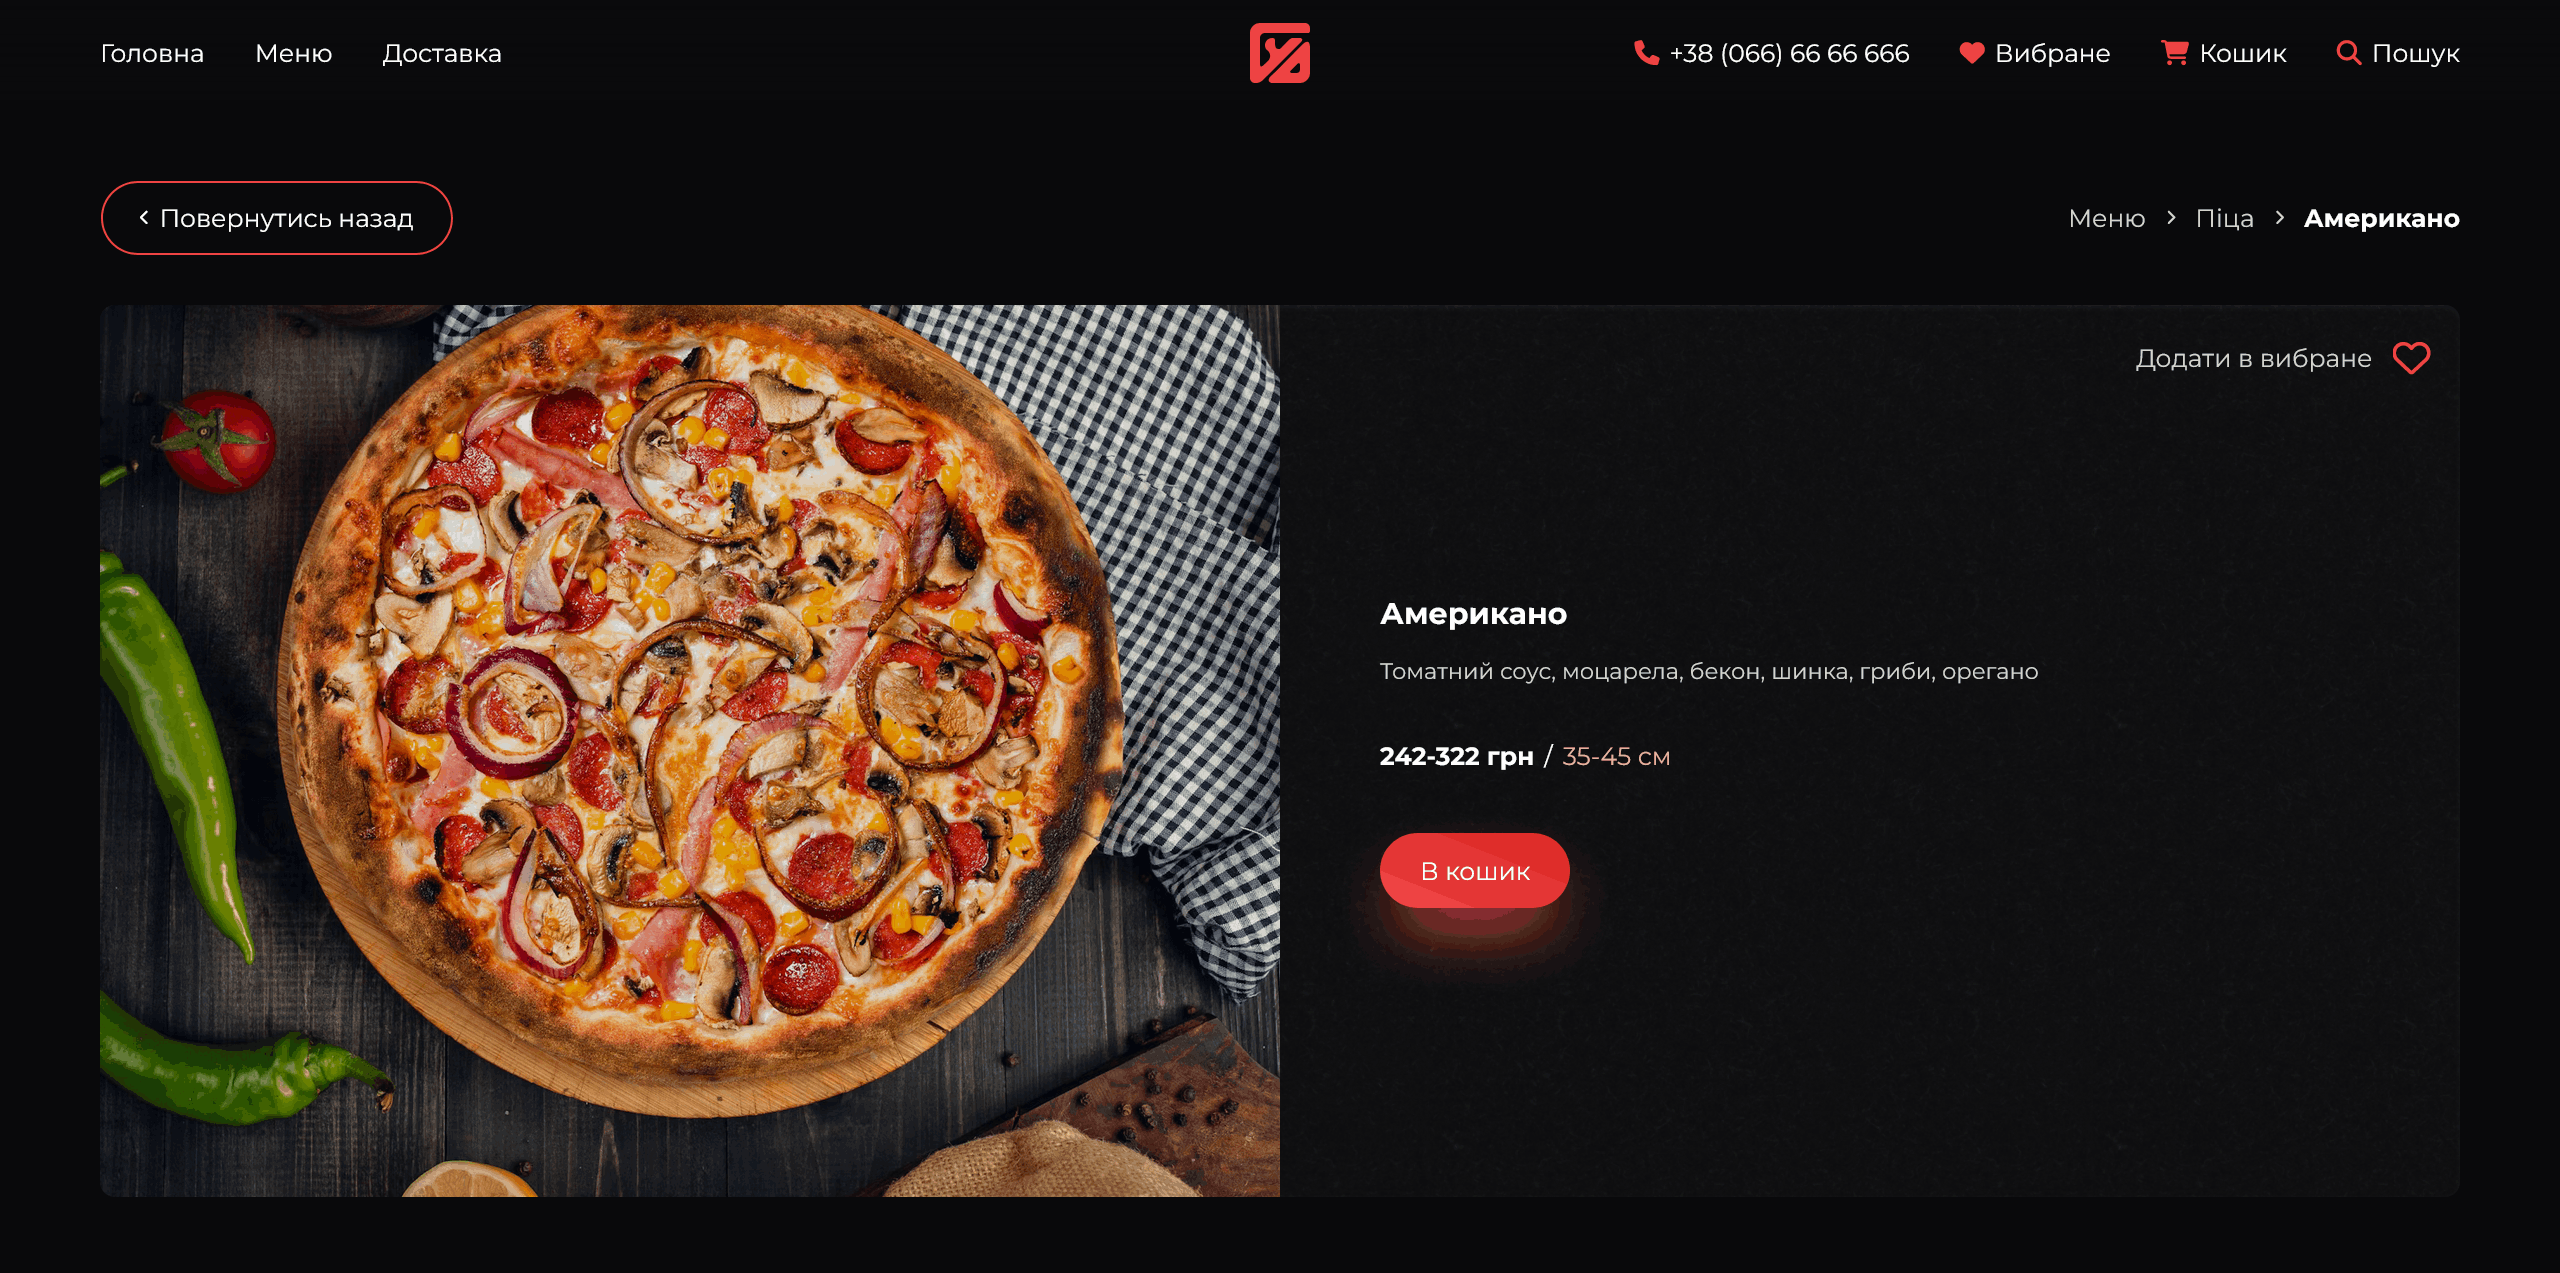 Головна Меню Доставка +38 (066) 66 66 666 Вибране Кошик Пошук
Повернутись назад Меню Піца Американо
Додати в вибране
Американо
Томатний соус, моцарела, бекон, шинка, гриби, орегано
242-322 грн / 35-45 см
В кошик